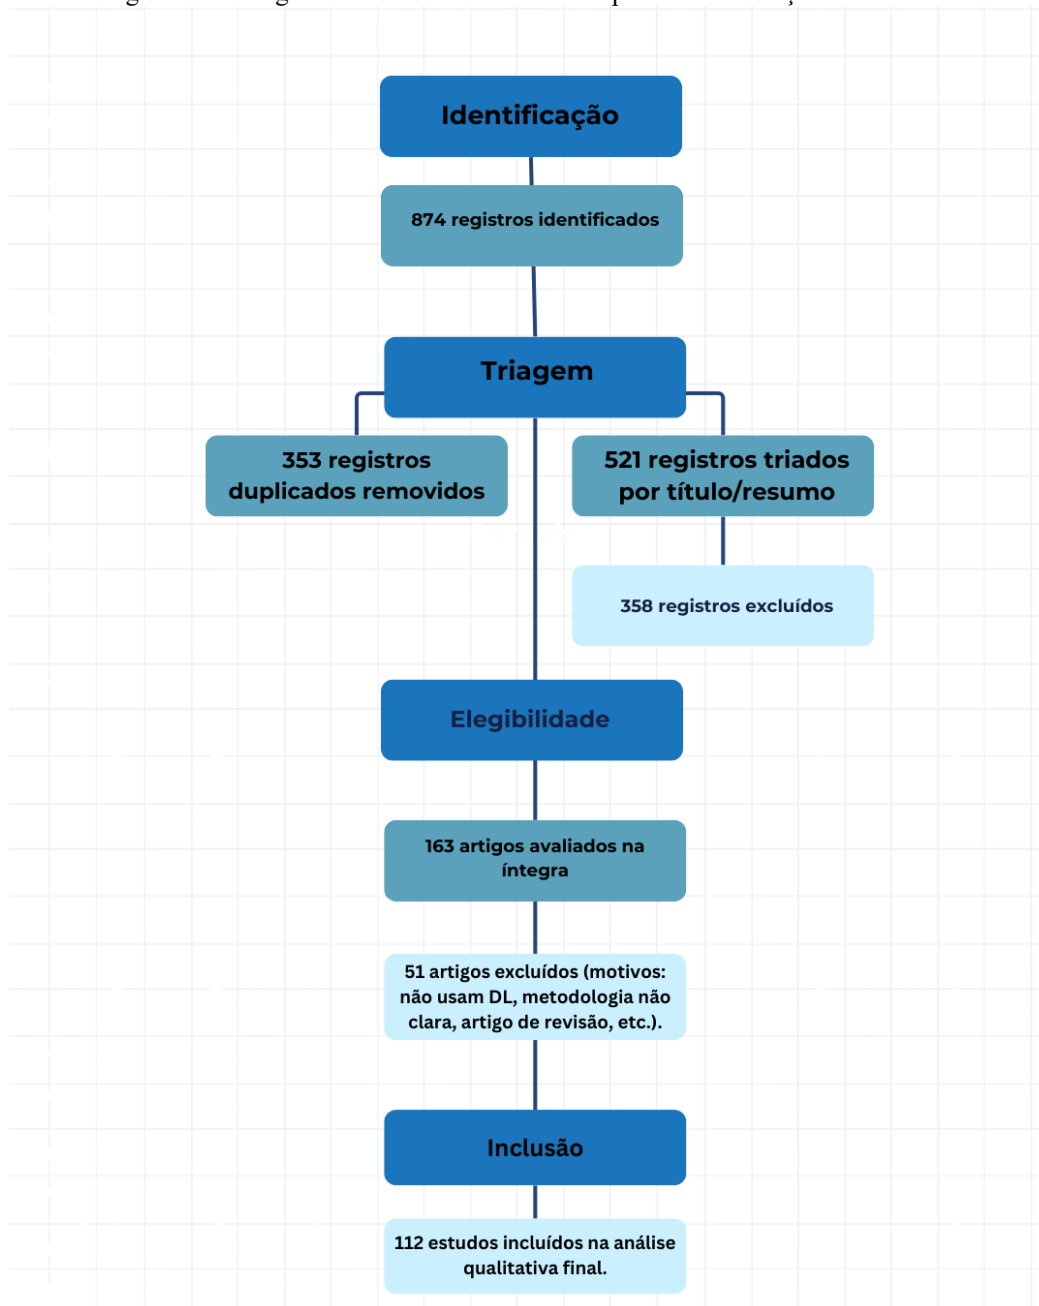 Identificação
874 registros identificados
Triagem
353 registros
duplicados removidos
521 registros triados
por título/resumo
358 registros excluídos
Elegibilidade
163 artigos avaliados na
íntegra
51 artigos excluídos (motivos:
não usam DL, metodologia não
clara, artigo de revisão, etc.).
Inclusão
112 estudos incluídos na análise
qualitativa final.